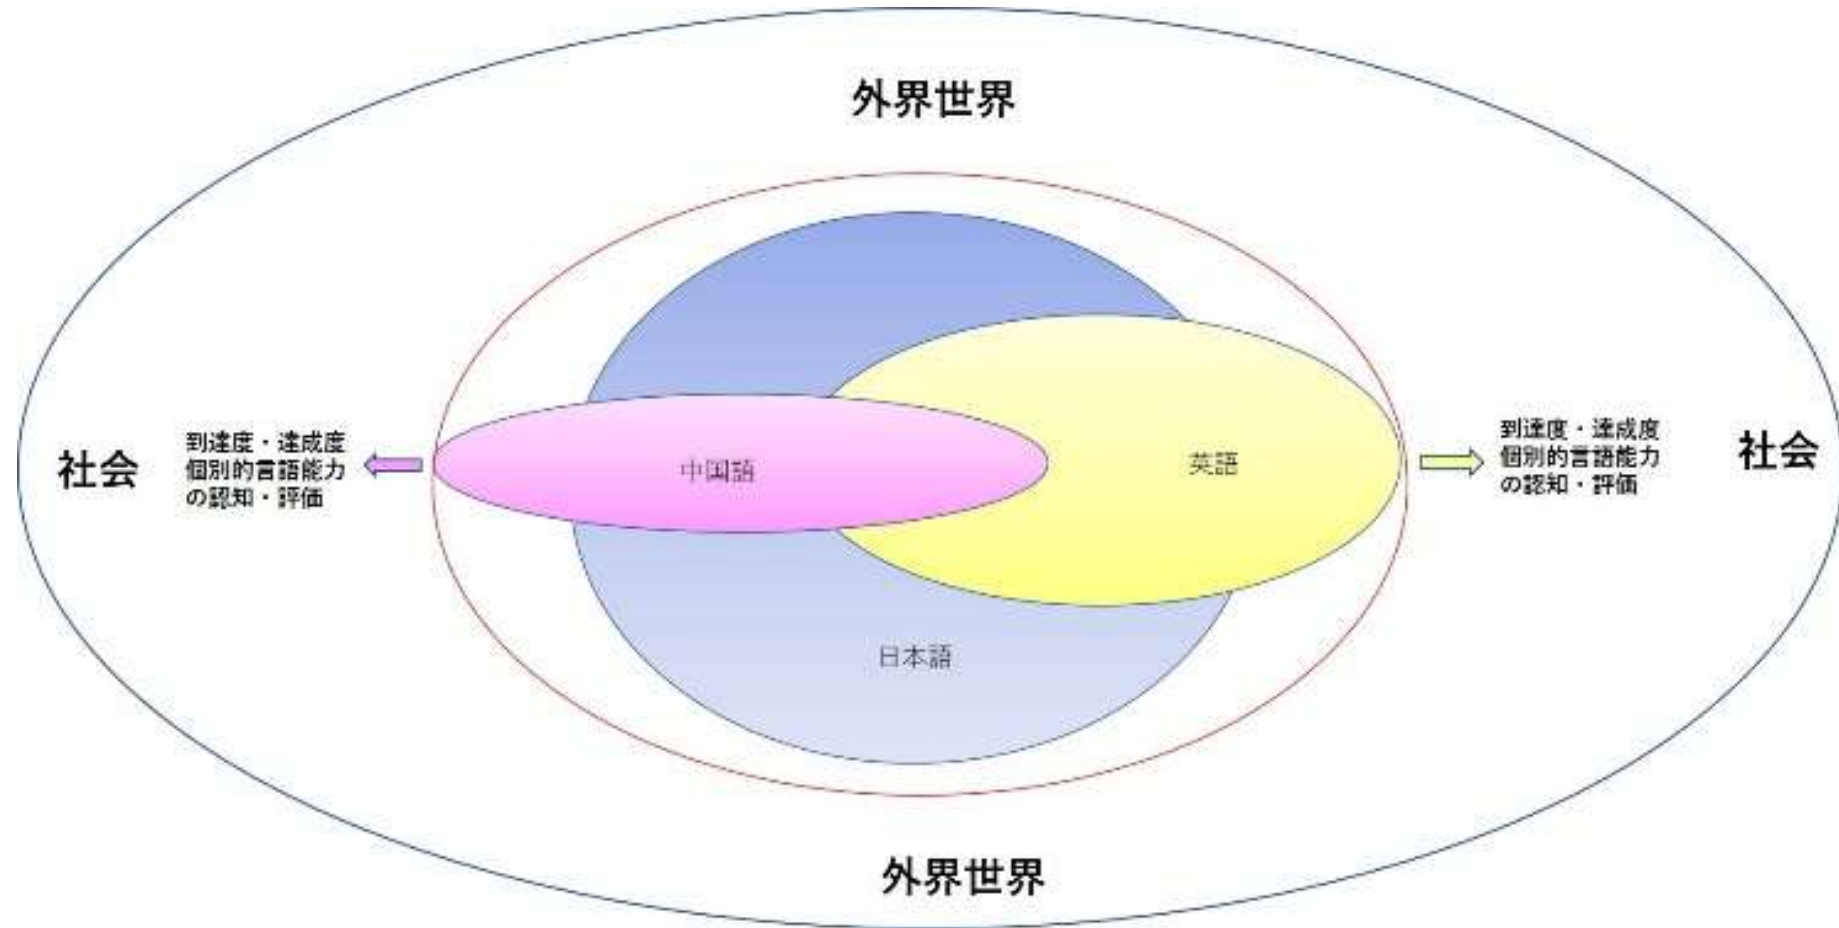 外界世界
社会
到達度・達成度
個別的言語能力
の認知・評価
中国語
英語
到達度・達成度
個別的言語能力
の認知・評価
社会
日本語
外界世界